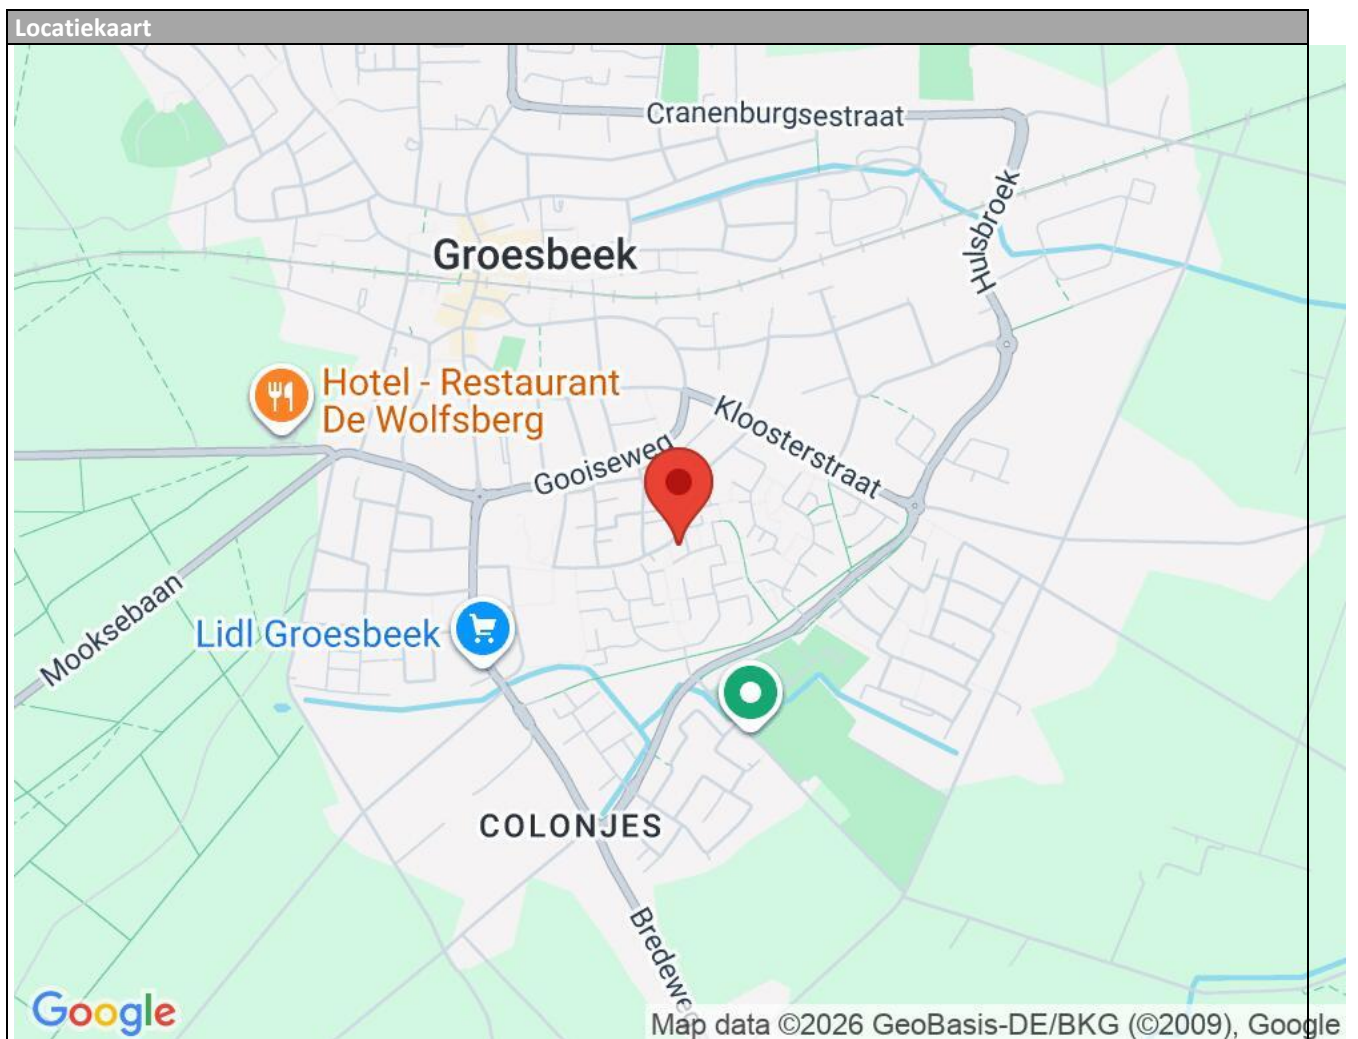 Locatiekaart
Cranenburgsestraat
Hulsbroek
Groesbeek
Hotel - Restaurant
De Wolfsberg
Kloosterstraat
Gooiseweg
Mooksebaan
Lidl Groesbeek
COLONJES
Bredeweg
Google
Map data ©2026 GeoBasis-DE/BKG (©2009), Google